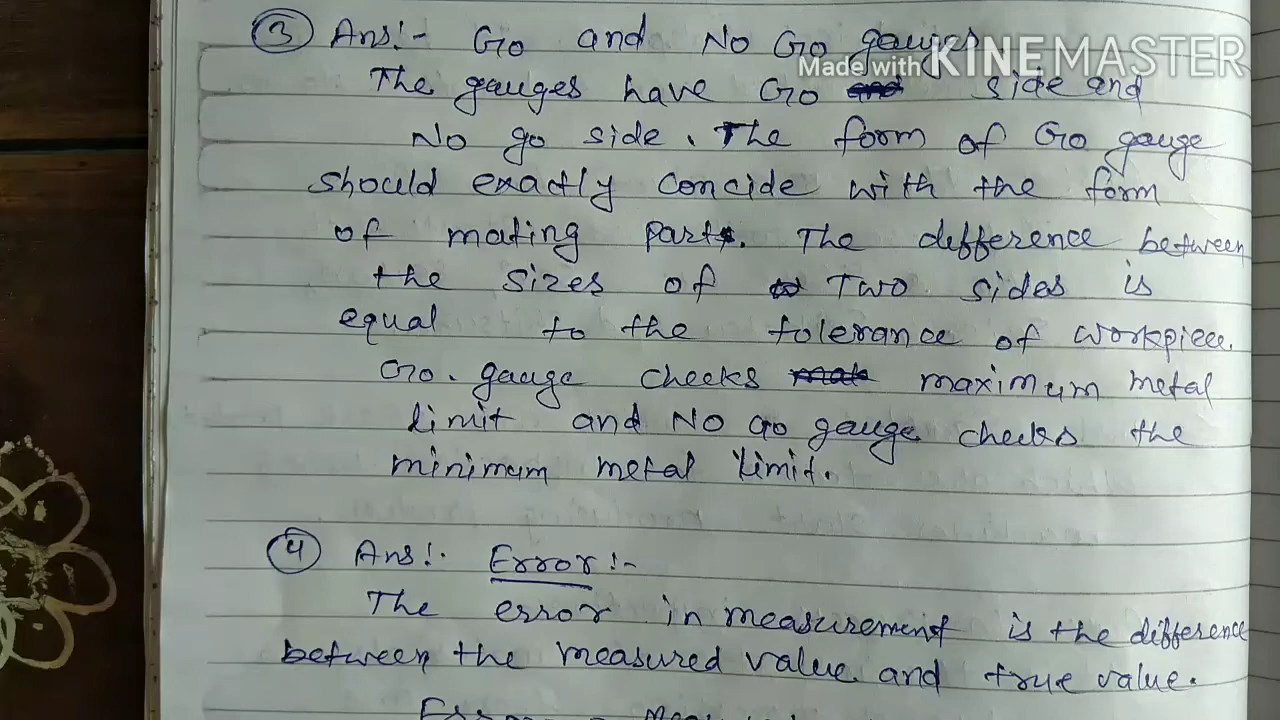 ③ Ans:- Go and No Go gauges
Made with KINEMASTER
The gauges have Go side and
No go side. The form of Go gauge
should exactly concide with the form
of mating part. The defference between
the sizes of Two sides is
equal to the tolerance of workpiece.
Go. gauge checks maximum metal
limit and No Go gauge checks the
minimum metal limit.
④ Ans:. Error:-
The error in measurement is the difference
between the measured value and true value.